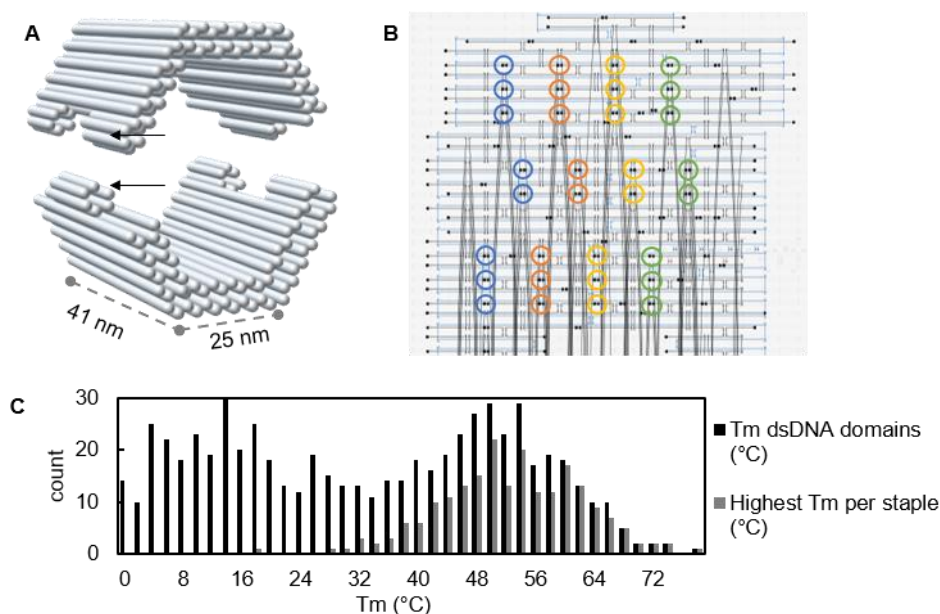 A
B
41 nm
25 nm
C
30
20
10
0
count
0 8 16 24 32 40 48 56 64 72
Tm (°C)
Tm dsDNA domains
(°C)
Highest Tm per staple
(°C)